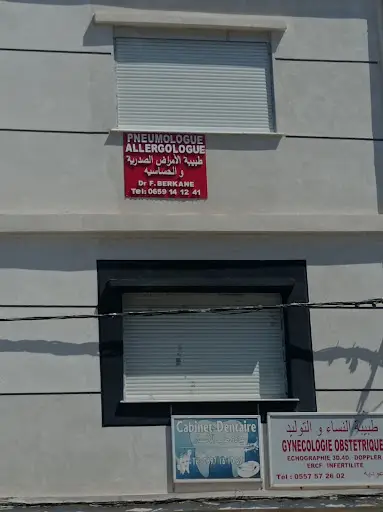 PNEUMOLOGUE
ALLERGOLOGUE
طبيبة الأمراض الصدرية
و الحساسية
Dr F. BERKANE
Tel: 0659 14 12 41
Cabinet Dentaire
طبيبة النساء و التوليد
GYNECOLOGIE OBSTETRIQUE
ECHOGRAPHIE 3D.4D DOPPLER
ERCF INFERTILITE
Tél : 0557 57 26 02